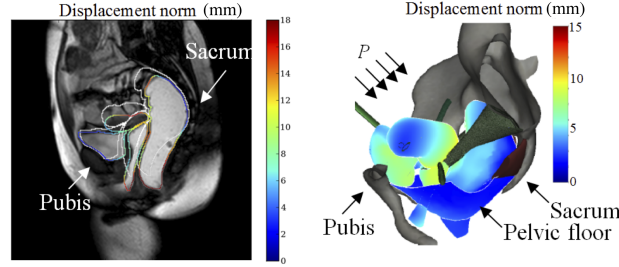 Displacement norm (mm)
18
16
14
12
10
8
6
4
2
0
Sacrum
Pubis
Displacement norm (mm)
15
10
5
0
P
Pubis
Sacrum
Pelvic floor